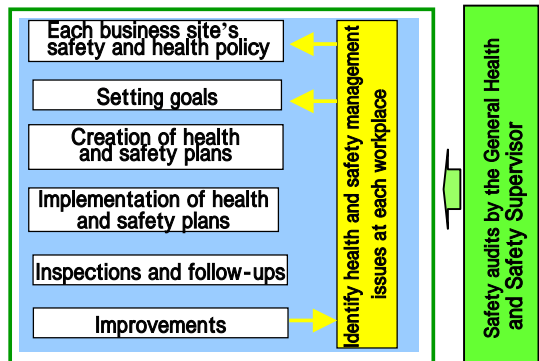 Each business site's
safety and health policy
Setting goals
Creation of health
and safety plans
Implementation of health
and safety plans
Inspections and follow-ups
Improvements
Identify health and safety management
issues at each workplace
Safety audits by the General Health
and Safety Supervisor